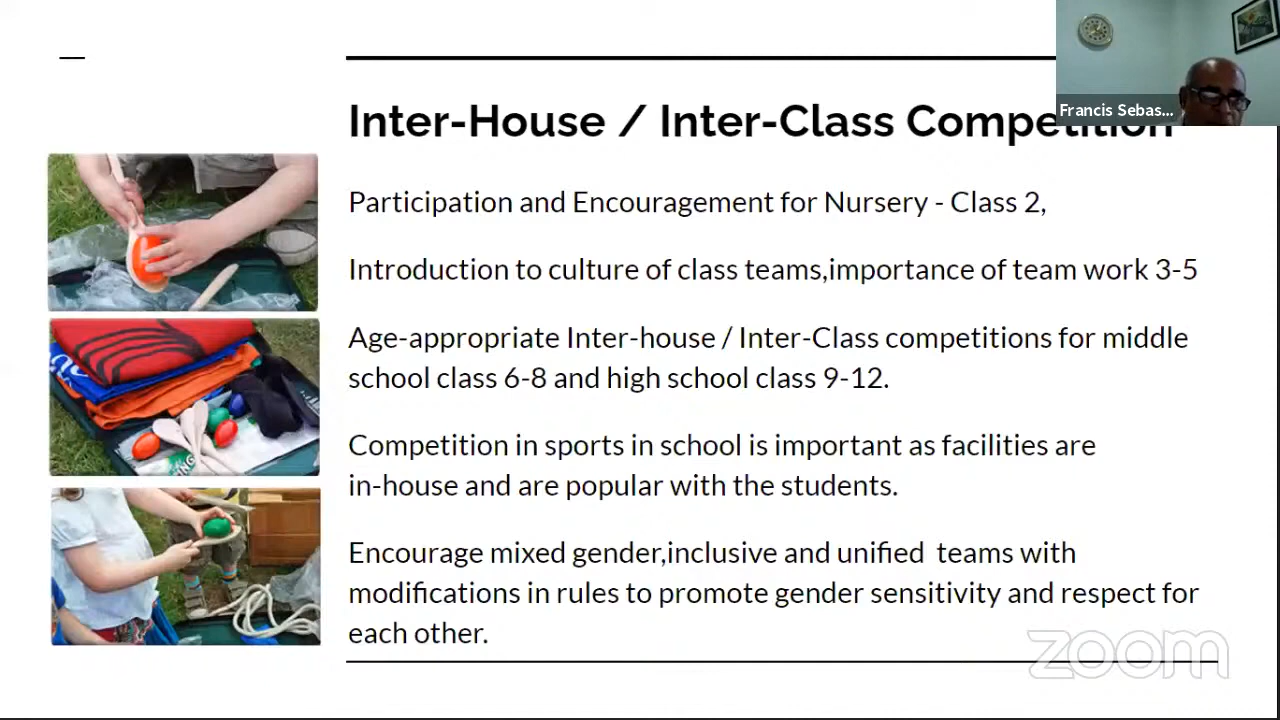 Francis Sebas...
Inter-House / Inter-Class Competition
Participation and Encouragement for Nursery - Class 2,
Introduction to culture of class teams,importance of team work 3-5
Age-appropriate Inter-house / Inter-Class competitions for middle
school class 6-8 and high school class 9-12.
Competition in sports in school is important as facilities are
in-house and are popular with the students.
Encourage mixed gender,inclusive and unified teams with
modifications in rules to promote gender sensitivity and respect for
each other.
zoom